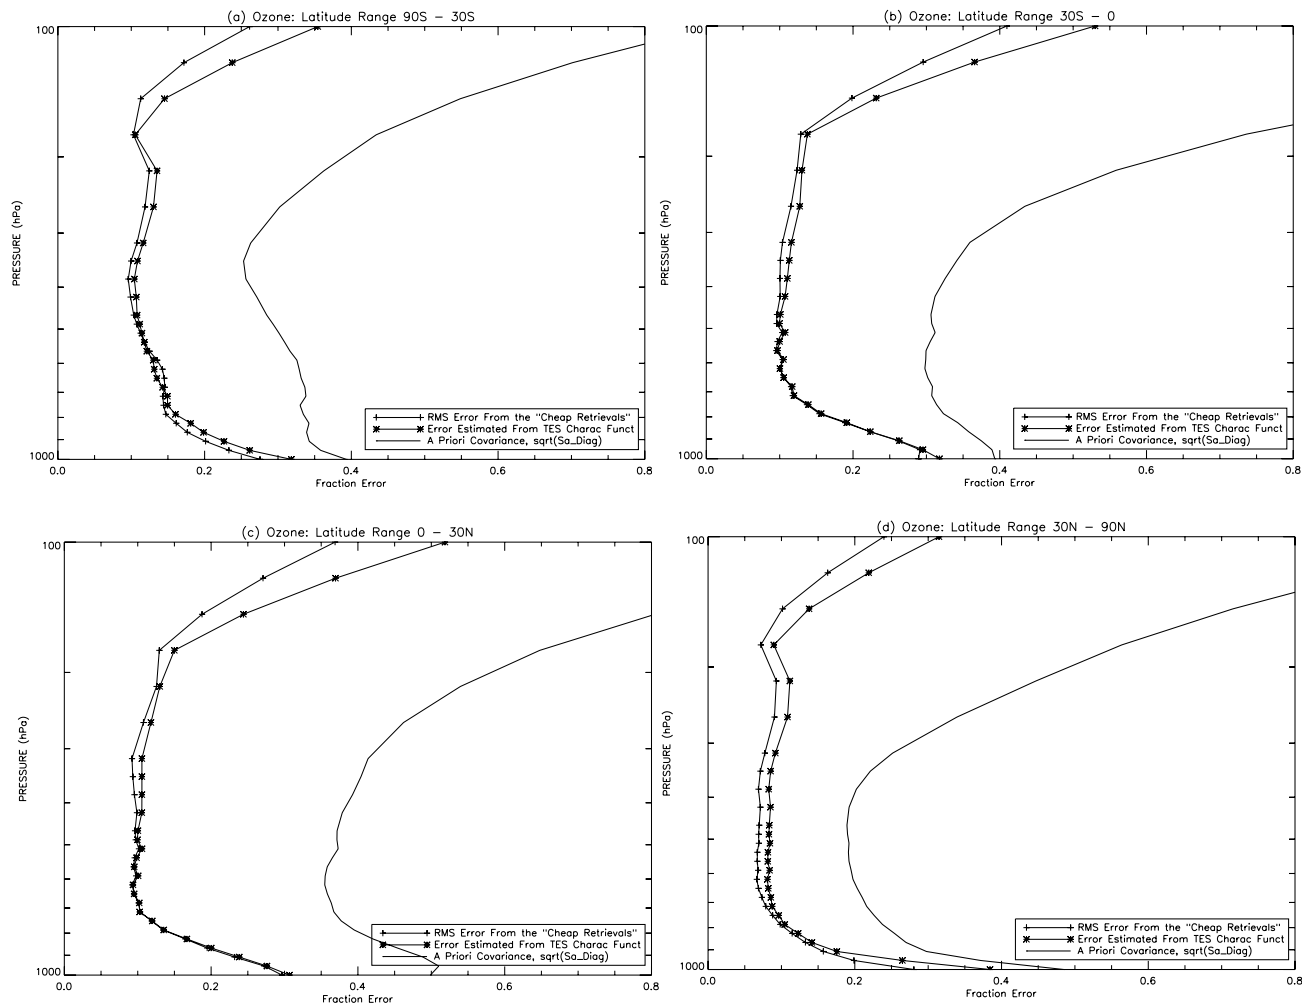 (a) Ozone: Latitude Range 90S – 30S
100
PRESSURE (hPa)
RMS Error From the "Cheap Retrievals"
Error Estimated From TES Charac Funct
A Priori Covariance, sqrt(Sa_Diag)
1000
0.0 0.2 0.4 0.6 0.8
Fraction Error
(b) Ozone: Latitude Range 30S – 0
100
PRESSURE (hPa)
RMS Error From the "Cheap Retrievals"
Error Estimated From TES Charac Funct
A Priori Covariance, sqrt(Sa_Diag)
1000
0.0 0.2 0.4 0.6 0.8
Fraction Error
(c) Ozone: Latitude Range 0 – 30N
100
PRESSURE (hPa)
RMS Error From the "Cheap Retrievals"
Error Estimated From TES Charac Funct
A Priori Covariance, sqrt(Sa_Diag)
1000
0.0 0.2 0.4 0.6 0.8
Fraction Error
(d) Ozone: Latitude Range 30N – 90N
100
PRESSURE (hPa)
RMS Error From the "Cheap Retrievals"
Error Estimated From TES Charac Funct
A Priori Covariance, sqrt(Sa_Diag)
1000
0.0 0.2 0.4 0.6 0.8
Fraction Error